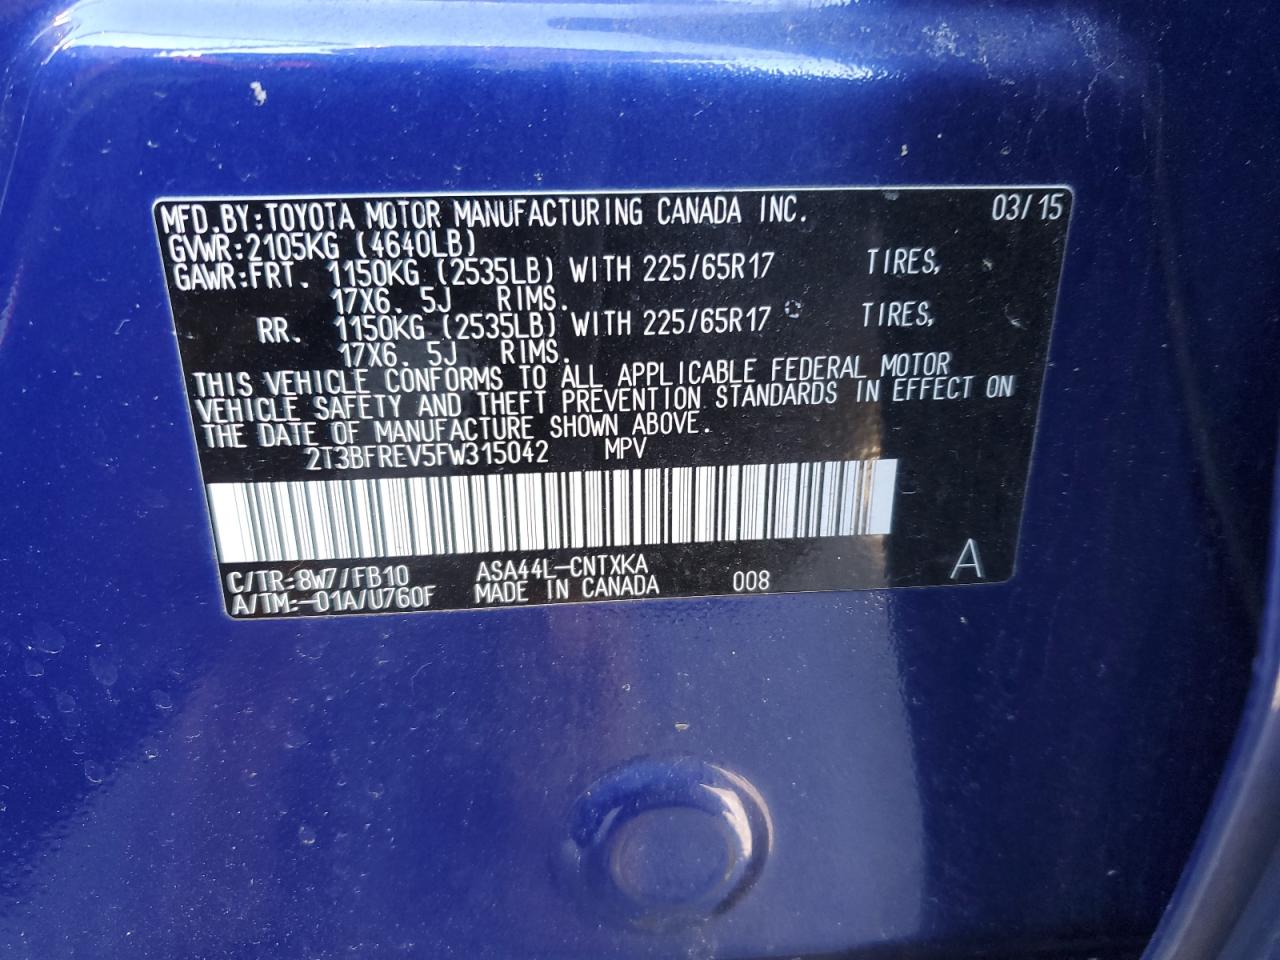 MFD.BY:TOYOTA MOTOR MANUFACTURING CANADA INC. 03/15
GVWR:2105KG (4640LB)
GAWR:FRT. 1150KG (2535LB) WITH 225/65R17 TIRES,
17X6.5J RIMS.
RR. 1150KG (2535LB) WITH 225/65R17 TIRES,
17X6.5J RIMS.
THIS VEHICLE CONFORMS TO ALL APPLICABLE FEDERAL MOTOR
VEHICLE SAFETY AND THEFT PREVENTION STANDARDS IN EFFECT ON
THE DATE OF MANUFACTURE SHOWN ABOVE.
2T3BFREV5FW315042 MPV
C/TR:8W7/FB10 ASA44L-CNTXKA
A/TM:-01A/U760F MADE IN CANADA 008 A